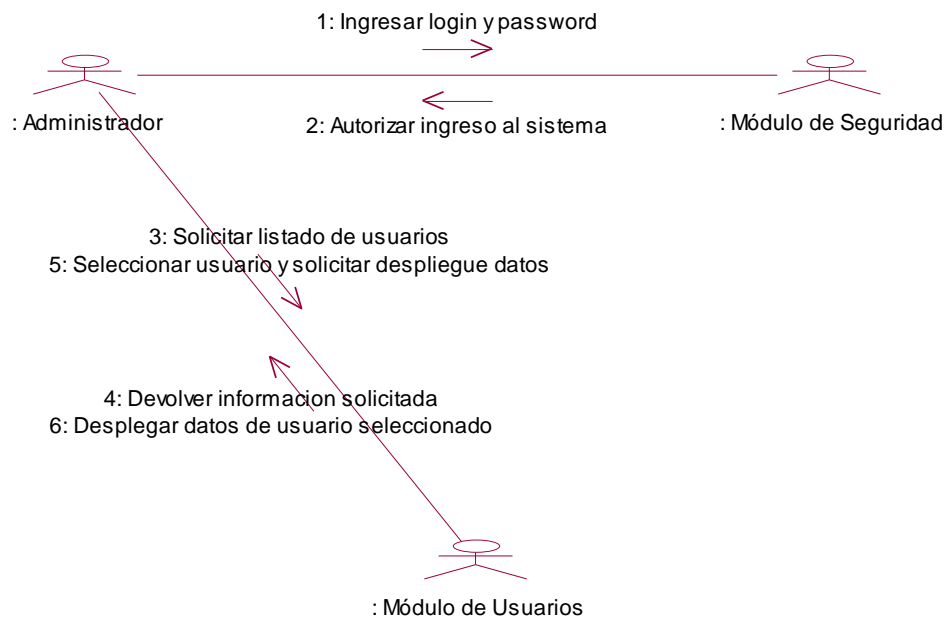 1: Ingresar login y password
: Administrador
2: Autorizar ingreso al sistema
: Módulo de Seguridad
3: Solicitar listado de usuarios
5: Seleccionar usuario y solicitar despliegue datos
4: Devolver informacion solicitada
6: Desplegar datos de usuario seleccionado
: Módulo de Usuarios